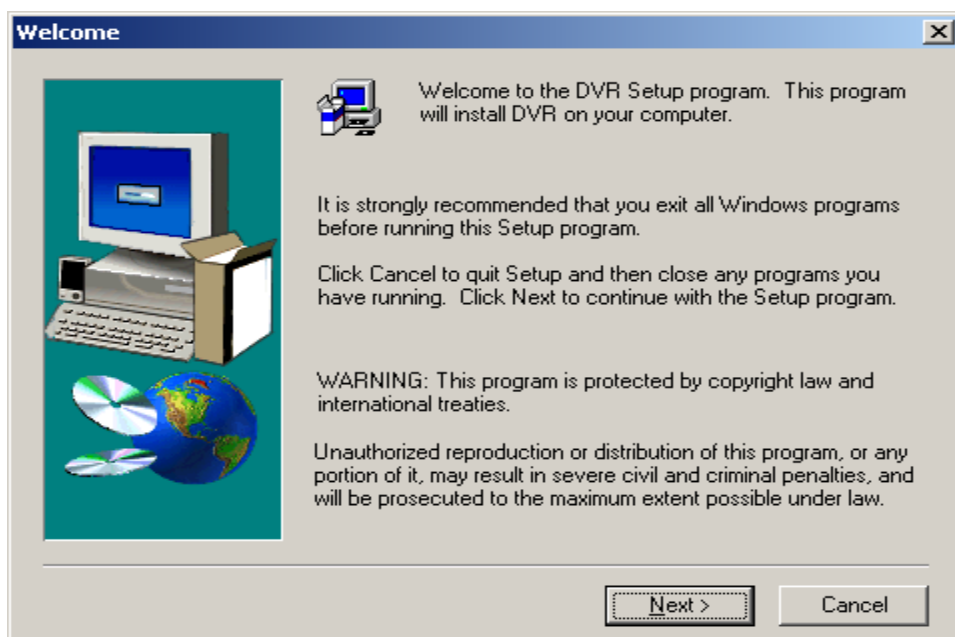 Welcome
Welcome to the DVR Setup program.  This program
will install DVR on your computer.
It is strongly recommended that you exit all Windows programs
before running this Setup program.
Click Cancel to quit Setup and then close any programs you
have running.  Click Next to continue with the Setup program.
WARNING: This program is protected by copyright law and
international treaties.
Unauthorized reproduction or distribution of this program, or any
portion of it, may result in severe civil and criminal penalties, and
will be prosecuted to the maximum extent possible under law.
Next >
Cancel